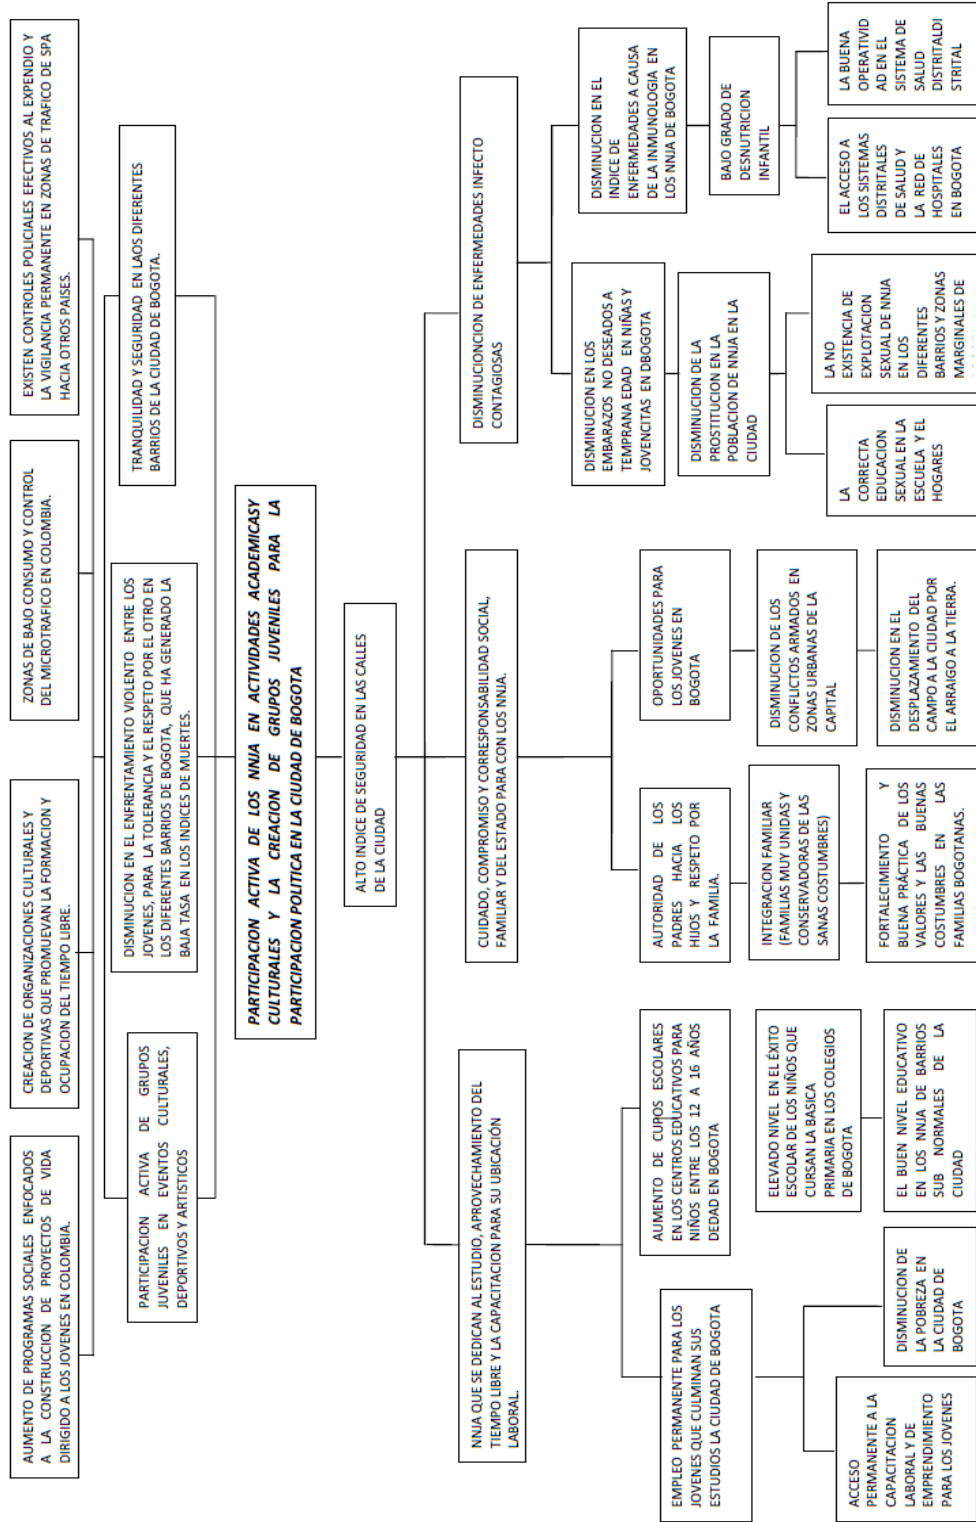 AUMENTO DE PROGRAMAS SOCIALES ENFOCADOS
A LA CONSTRUCCION DE PROYECTOS DE VIDA
DIRIGIDO A LOS JOVENES EN COLOMBIA.
CREACION DE ORGANIZACIONES CULTURALES Y
DEPORTIVAS QUE PROMUEVAN LA FORMACION Y
OCUPACION DEL TIEMPO LIBRE.
ZONAS DE BAJO CONSUMO Y CONTROL
DEL MICROTRAFICO EN COLOMBIA.
EXISTEN CONTROLES POLICIALES EFECTIVOS AL EXPENDIO Y
LA VIGILANCIA PERMANENTE EN ZONAS DE TRAFICO DE SPA
HACIA OTROS PAISES.
PARTICIPACION ACTIVA DE GRUPOS
JUVENILES EN EVENTOS CULTURALES,
DEPORTIVOS Y ARTISTICOS
DISMINUCION EN EL ENFRENTAMIENTO VIOLENTO ENTRE LOS
JOVENES, PARA LA TOLERANCIA Y EL RESPETO POR EL OTRO EN
LOS DIFERENTES BARRIOS DE BOGOTA, QUE HA GENERADO LA
BAJA TASA EN LOS INDICES DE MUERTES.
TRANQUILIDAD Y SEGURIDAD EN LAOS DIFERENTES
BARRIOS DE LA CIUDAD DE BOGOTA.
PARTICIPACION ACTIVA DE LOS NNJA EN ACTIVIDADES ACADEMICASY
CULTURALES Y LA CREACION DE GRUPOS JUVENILES PARA LA
PARTICIPACION POLITICA EN LA CIUDAD DE BOGOTA
ALTO INDICE DE SEGURIDAD EN LAS CALLES
DE LA CIUDAD
NNJA QUE SE DEDICAN AL ESTUDIO, APROVECHAMIENTO DEL
TIEMPO LIBRE Y LA CAPACITACION PARA SU UBICACIÓN
LABORAL.
CUIDADO, COMPROMISO Y CORRESPONSABILIDAD SOCIAL,
FAMILIAR Y DEL ESTADO PARA CON LOS NNJA.
DISMINUCIONCION DE ENFERMEDADES INFECTO
CONTAGIOSAS
EMPLEO PERMANENTE PARA LOS
JOVENES QUE CULMINAN SUS
ESTUDIOS LA CIUDAD DE BOGOTA
AUMENTO DE CUPOS ESCOLARES
EN LOS CENTROS EDUCATIVOS PARA
NIÑOS ENTRE LOS 12 A 16 AÑOS
DEDAD EN BOGOTA
AUTORIDAD DE LOS
PADRES HACIA LOS
HIJOS Y RESPETO POR
LA FAMILIA.
OPORTUNIDADES PARA
LOS JOVENES EN
BOGOTA
DISMINUCION EN LOS
EMBARAZOS NO DESEADOS A
TEMPRANA EDAD EN NIÑAS Y
JOVENCITAS EN DBOGOTA
DISMINUCION EN EL
INDICE DE
ENFERMEDADES A CAUSA
DE LA INMUNOLOGIA EN
LOS NNJA DE BOGOTA
ELEVADO NIVEL EN EL ÉXITO
ESCOLAR DE LOS NIÑOS QUE
CURSAN LA BASICA
PRIMARIA EN LOS COLEGIOS
DE BOGOTA
INTEGRACION FAMILIAR
(FAMILIAS MUY UNIDAS Y
CONSERVADORAS DE LAS
SANAS COSTUMBRES)
DISMINUCION DE LOS
CONFLICTOS ARMADOS EN
ZONAS URBANAS DE LA
CAPITAL
DISMINUCION DE LA
PROSTITUCION EN LA
POBLACION DE NNJA EN LA
CIUDAD
BAJO GRADO DE
DESNUTRICION
INFANTIL
ACCESO
PERMANENTE A LA
CAPACITACION
LABORAL Y DE
EMPRENDIMIENTO
PARA LOS JOVENES
DISMINUCION DE
LA POBREZA EN
LA CIUDAD DE
BOGOTA
EL BUEN NIVEL EDUCATIVO
EN LOS NNJA DE BARRIOS
SUB NORMALES DE LA
CIUDAD
FORTALECIMIENTO Y
BUENA PRÁCTICA DE LOS
VALORES Y LAS BUENAS
COSTUMBRES EN LAS
FAMILIAS BOGOTANAS.
DISMINUCION EN EL
DESPLAZAMIENTO DEL
CAMPO A LA CIUDAD POR
EL ARRAIGO A LA TIERRA.
LA
CORRECTA
EDUCACION
SEXUAL EN LA
ESCUELA Y EL
HOGARES
LA NO
EXISTENCIA DE
EXPLOTACION
SEXUAL DE NNJA
EN LOS
DIFERENTES
BARRIOS Y ZONAS
MARGINALES DE
EL ACCESO A
LOS SISTEMAS
DISTRITALES
DE SALUD Y
LA RED DE
HOSPITALES
EN BOGOTA
LA BUENA
OPERATIVID
AD EN EL
SISTEMA DE
SALUD
DISTRITALDI
STRITAL